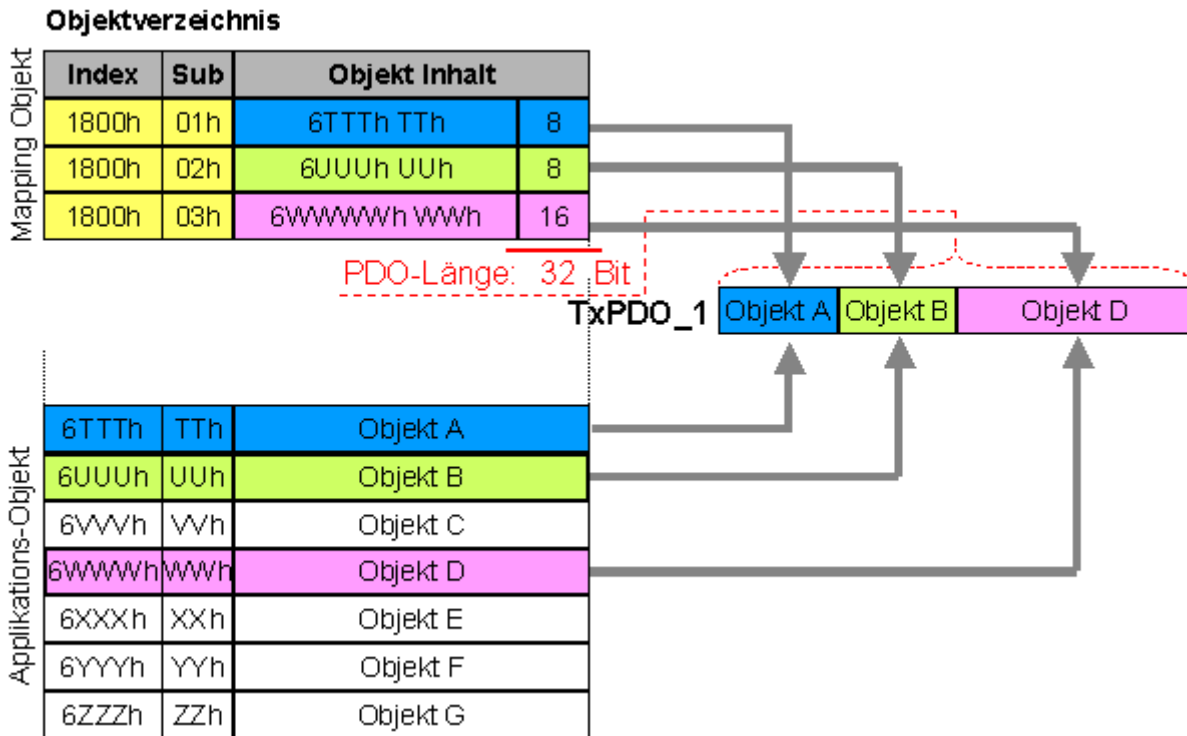 Objektverzeichnis
Mapping Objekt
Index Sub Objekt Inhalt
1800h 01h 6TTTh TTh 8
1800h 02h 6UUUh UUh 8
1800h 03h 6WWWWh WWh 16
PDO-Länge: 32 Bit
TxPDO_1 Objekt A Objekt B Objekt D
Applikations-Objekt
6TTTh TTh Objekt A
6UUUh UUh Objekt B
6VVVh VVh Objekt C
6WWWh WWh Objekt D
6XXXh XXh Objekt E
6YYYh YYh Objekt F
6ZZZh ZZh Objekt G